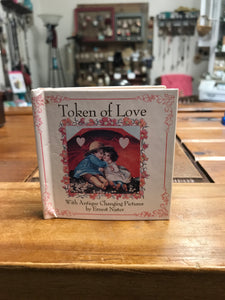 Token of Love
With Antique Changing Pictures
by Ernest Nister